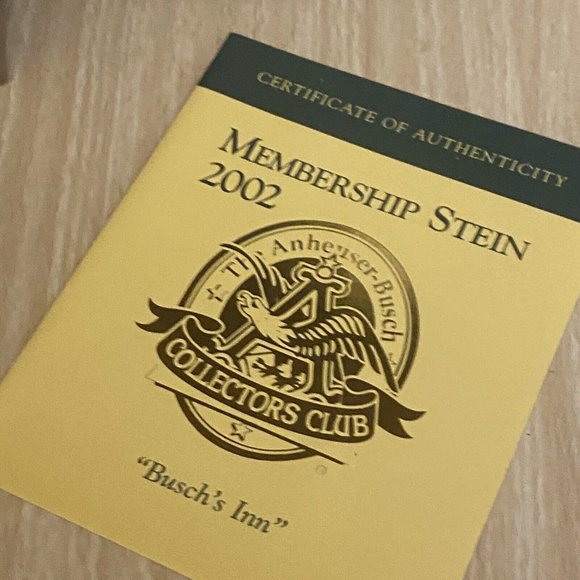 CERTIFICATE OF AUTHENTICITY
MEMBERSHIP STEIN
2002
The Anheuser-Busch
COLLECTORS CLUB
"Busch's Inn"